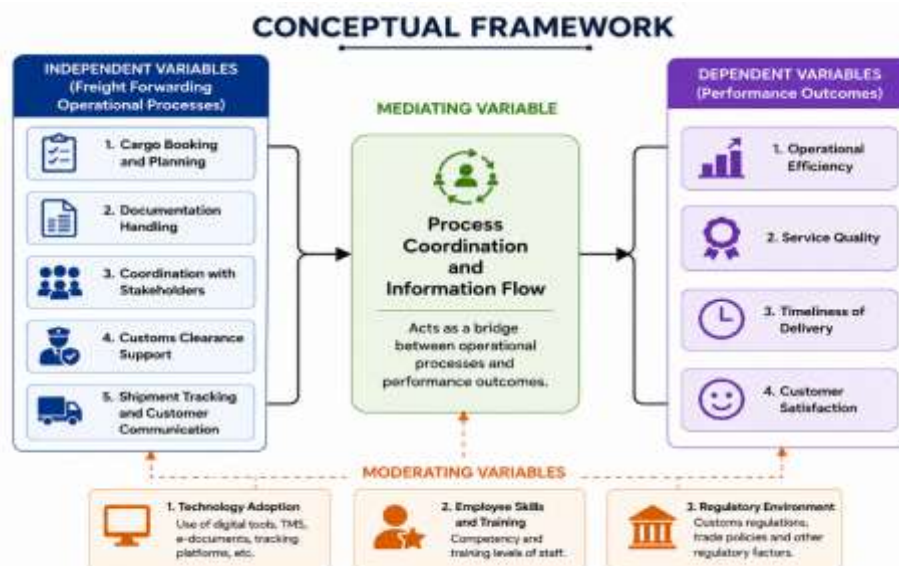 CONCEPTUAL FRAMEWORK
INDEPENDENT VARIABLES
(Freight Forwarding
Operational Processes)
1. Cargo Booking
and Planning
2. Documentation
Handling
3. Coordination with
Stakeholders
4. Customs Clearance
Support
5. Shipment Tracking
and Customer
Communication
MEDIATING VARIABLE
Process
Coordination
and
Information Flow
Acts as a bridge
between operational
processes and
performance outcomes.
DEPENDENT VARIABLES
(Performance Outcomes)
1. Operational
Efficiency
2. Service Quality
3. Timeliness of
Delivery
4. Customer
Satisfaction
MODERATING VARIABLES
1. Technology Adoption
Use of digital tools, TMS,
e-documents, tracking
platforms, etc.
2. Employee Skills
and Training
Competency and
training levels of staff.
3. Regulatory Environment
Customs regulations,
trade policies and other
regulatory factors.